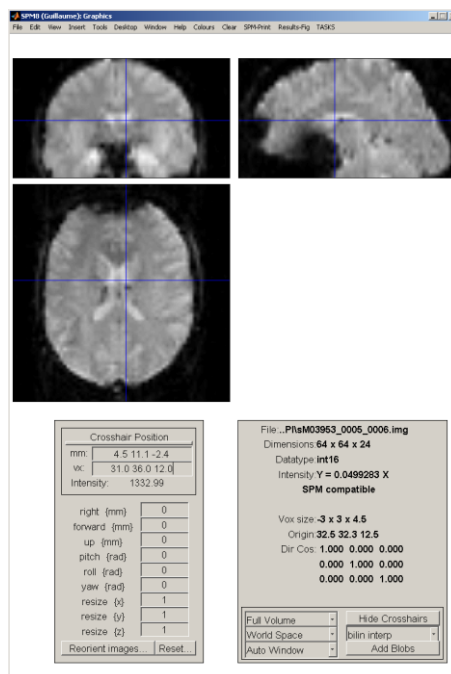 SPM8 (Guillaume): Graphics
File Edit View Insert Tools Desktop Window Help Colours Clear SPM-Print Results-Fig TASKS
Crosshair Position
mm: 4.5 11.1 -2.4
vx: 31.0 36.0 12.0
Intensity: 1332.99
right {mm} 0
forward {mm} 0
up {mm} 0
pitch {rad} 0
roll {rad} 0
yaw {rad} 0
resize {x} 1
resize {y} 1
resize {z} 1
Reorient images... Reset...
File:..PI\sM03953_0005_0006.img
Dimensions: 64 x 64 x 24
Datatype: int16
Intensity: Y = 0.0499283 X
SPM compatible
Vox size: -3 x 3 x 4.5
Origin: 32.5 32.3 12.5
Dir Cos: 1.000 0.000 0.000
0.000 1.000 0.000
0.000 0.000 1.000
Full Volume Hide Crosshairs
World Space bilin interp
Auto Window Add Blobs